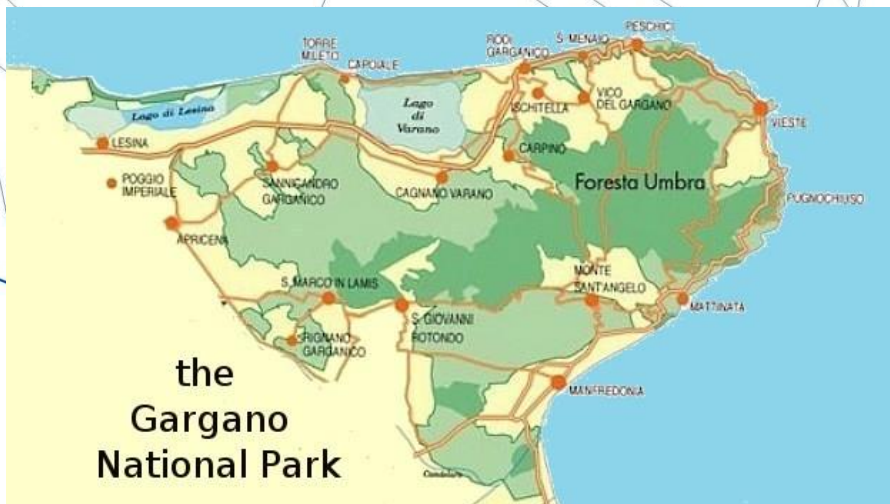 PESCHICI
RODI
GARGANICO
S. MENAIO
TORRE
MILETO
CAPOIALE
Lago di Lesina
Lago
di
Varano
ISCHITELLA
VICO
DEL GARGANO
VIESTE
LESINA
CARPINO
POGGIO
IMPERIALE
SANNICANDRO
GARGANICO
CAGNANO VARANO
Foresta Umbra
PUGNOCHIUSO
APRICENA
S. MARCO IN LAMIS
MONTE
SANT'ANGELO
MATTINATA
S. GIOVANNI
ROTONDO
RIGNANO
GARGANICO
MANFREDONIA
the
Gargano
National Park
Candelaro